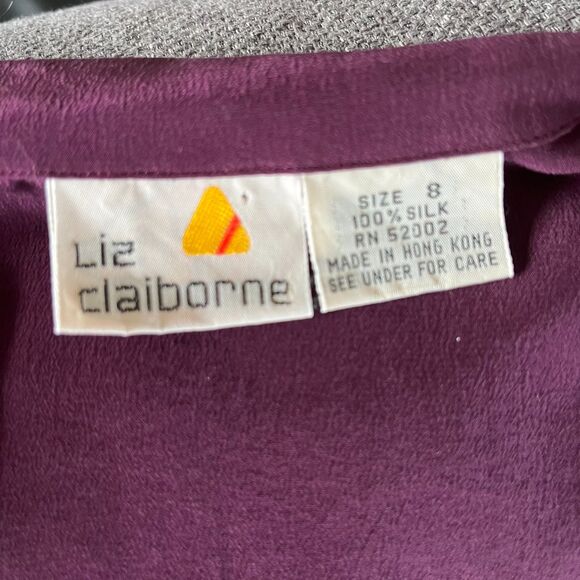 Liz
claiborne
SIZE 8
100% SILK
RN 52002
MADE IN HONG KONG
SEE UNDER FOR CARE